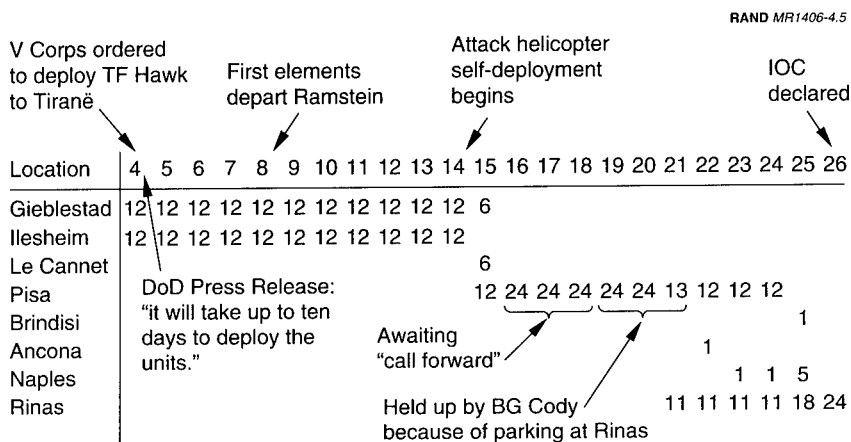 RAND MR1406-4.5
V Corps ordered
to deploy TF Hawk
to Tiranë
First elements
depart Ramstein
Attack helicopter
self-deployment
begins
IOC
declared
Location 4 5 6 7 8 9 10 11 12 13 14 15 16 17 18 19 20 21 22 23 24 25 26
Gieblestad 12 12 12 12 12 12 12 12 12 12 12 6
Ilesheim 12 12 12 12 12 12 12 12 12 12 12
Le Cannet 6
Pisa 12 24 24 24 24 24 13 12 12 12
Brindisi 1
Ancona 1
Naples 1 1 5
Rinas 11 11 11 11 18 24
DoD Press Release:
“it will take up to ten
days to deploy the
units.”
Awaiting
“call forward”
Held up by BG Cody
because of parking at Rinas